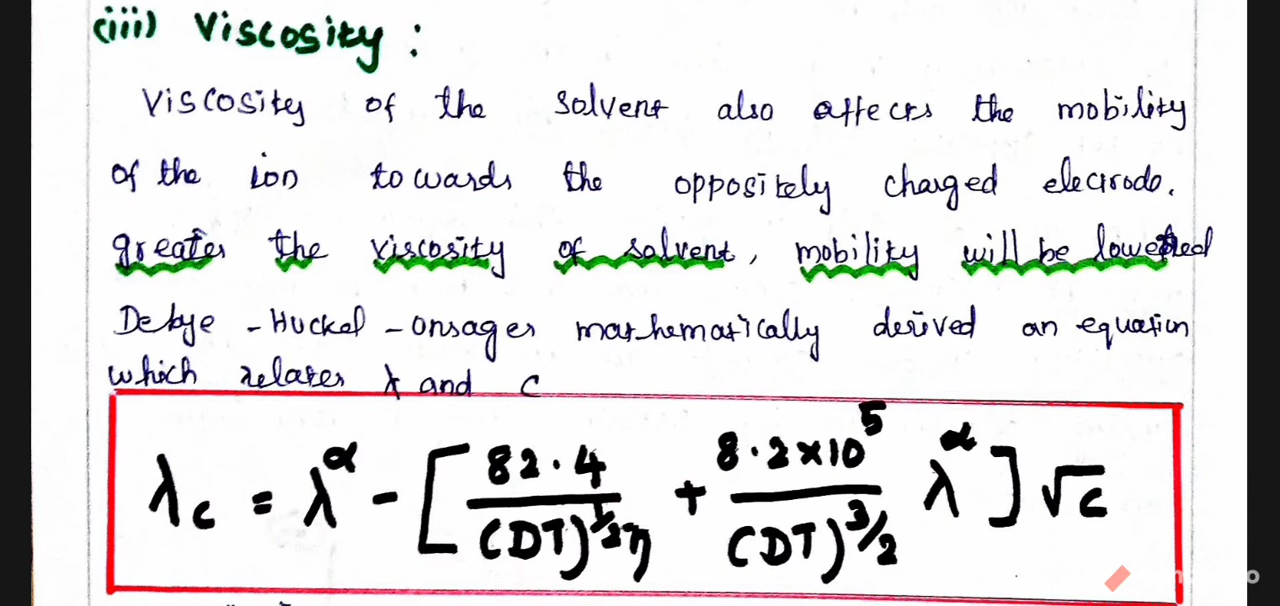 (iii) Viscosity :
Viscosity of the solvent also affects the mobility
of the ion towards the oppositely charged electrode.
greater the viscosity of solvent, mobility will be lowered
Debye - Huckel - Onsager mathematically derived an equation
which relates λ and C
λc = λ^α - [82.4/(DT)^1/2 η + 8.2×10^5/(DT)^3/2 λ^α] √c